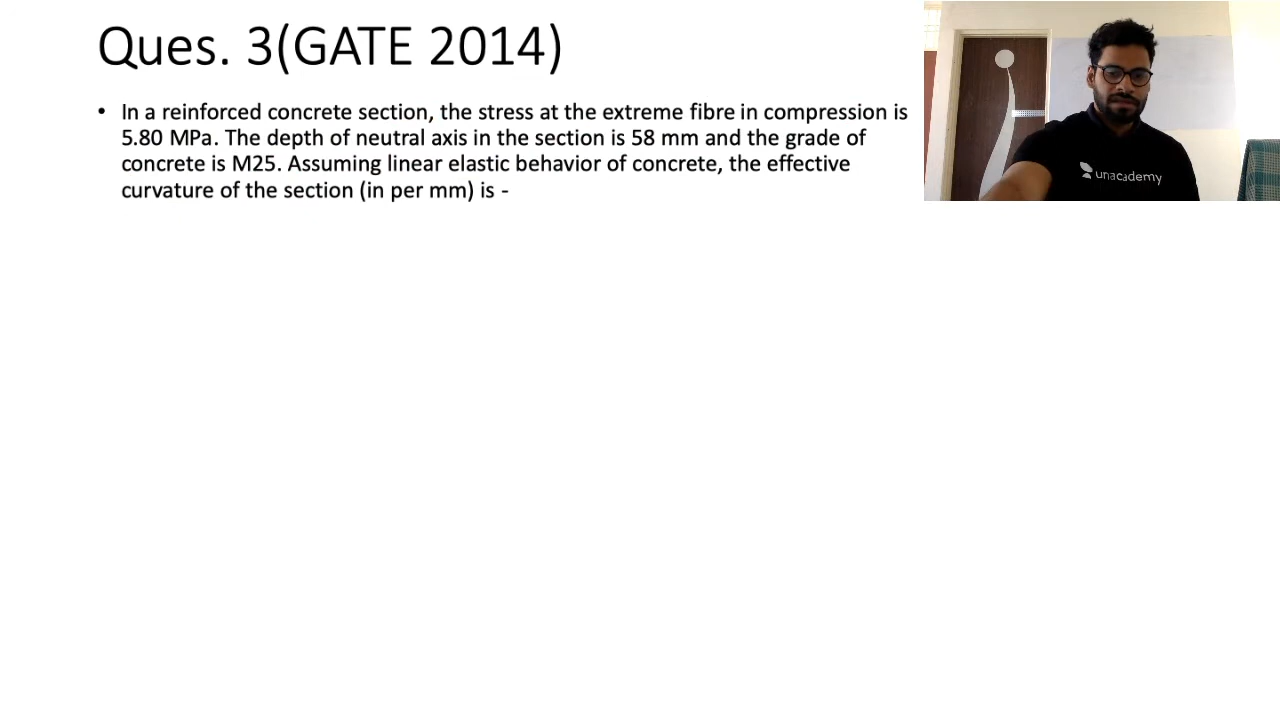 Ques. 3(GATE 2014)
• In a reinforced concrete section, the stress at the extreme fibre in compression is
5.80 MPa. The depth of neutral axis in the section is 58 mm and the grade of
concrete is M25. Assuming linear elastic behavior of concrete, the effective
curvature of the section (in per mm) is -
unacademy